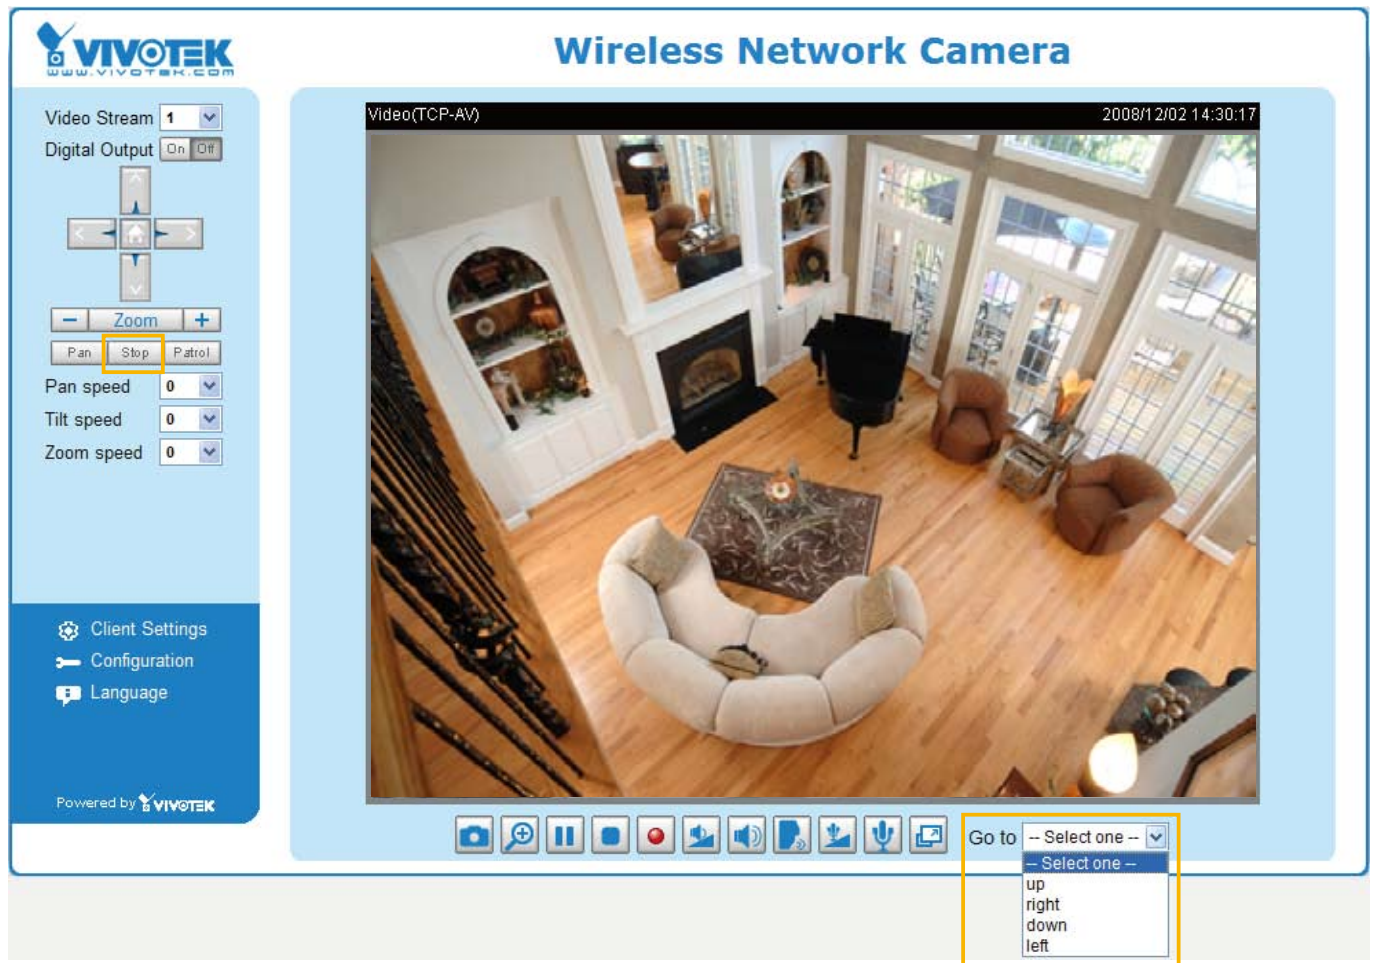 VIVOTEK
www.vivotek.com
Wireless Network Camera
Video Stream 1
Digital Output On Off
Zoom
Pan Stop Patrol
Pan speed 0
Tilt speed 0
Zoom speed 0
Client Settings
Configuration
Language
Powered by VIVOTEK
Video(TCP-AV) 2008/12/02 14:30:17
Go to -- Select one --
-- Select one --
up
right
down
left